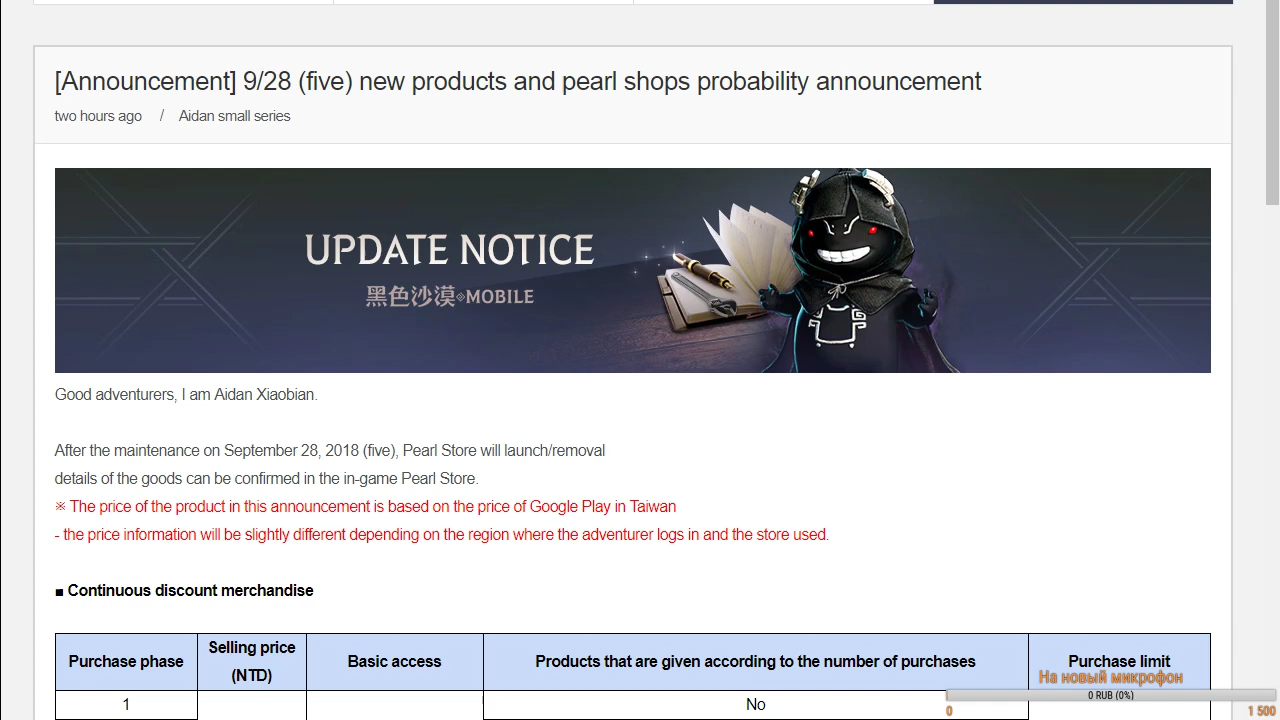 [Announcement] 9/28 (five) new products and pearl shops probability announcement
two hours ago / Aidan small series
UPDATE NOTICE
黑色沙漠 MOBILE
Good adventurers, I am Aidan Xiaobian.
After the maintenance on September 28, 2018 (five), Pearl Store will launch/removal
details of the goods can be confirmed in the in-game Pearl Store.
※ The price of the product in this announcement is based on the price of Google Play in Taiwan
- the price information will be slightly different depending on the region where the adventurer logs in and the store used.
■ Continuous discount merchandise
Purchase phase
Selling price
(NTD)
Basic access
Products that are given according to the number of purchases
Purchase limit
1
No
На новый микрофон
0 RUB (0%)
0
1 500